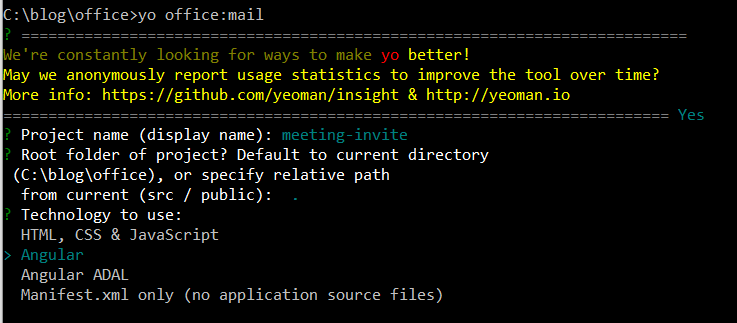 C:\blog\office>yo office:mail
? ==========================================================================
We're constantly looking for ways to make yo better!
May we anonymously report usage statistics to improve the tool over time?
More info: https://github.com/yeoman/insight & http://yeoman.io
========================================================================== Yes
? Project name (display name): meeting-invite
? Root folder of project? Default to current directory
(C:\blog\office), or specify relative path
from current (src / public): .
? Technology to use:
HTML, CSS & JavaScript
> Angular
Angular ADAL
Manifest.xml only (no application source files)